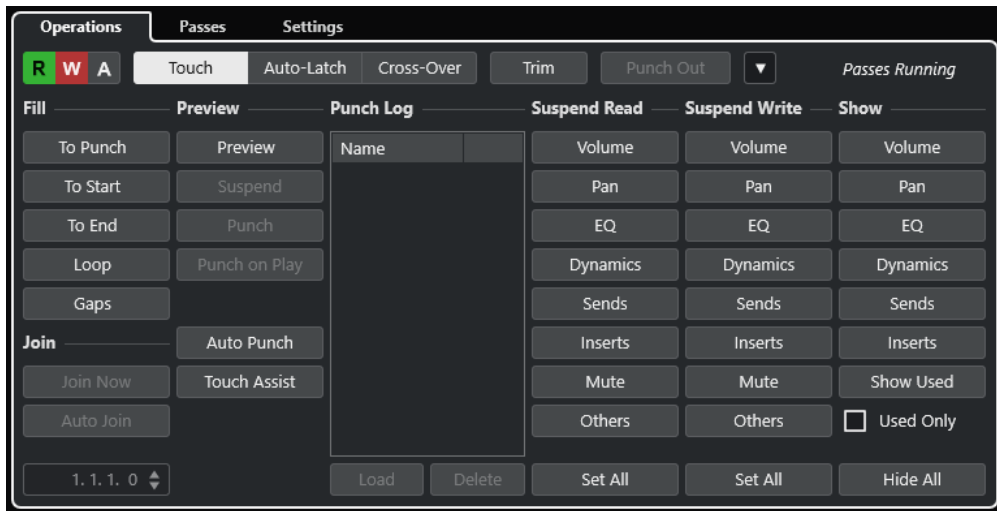 Operations Passes Settings
R W A Touch Auto-Latch Cross-Over Trim Punch Out Passes Running
Fill Preview Punch Log Suspend Read Suspend Write Show
To Punch Preview Name Volume Volume Volume
To Start Suspend Pan Pan Pan
To End Punch EQ EQ EQ
Loop Punch on Play Dynamics Dynamics Dynamics
Gaps Sends Sends Sends
Join Auto Punch Inserts Inserts Inserts
Join Now Touch Assist Mute Mute Show Used
Auto Join Others Others Used Only
1. 1. 1. 0 Load Delete Set All Set All Hide All